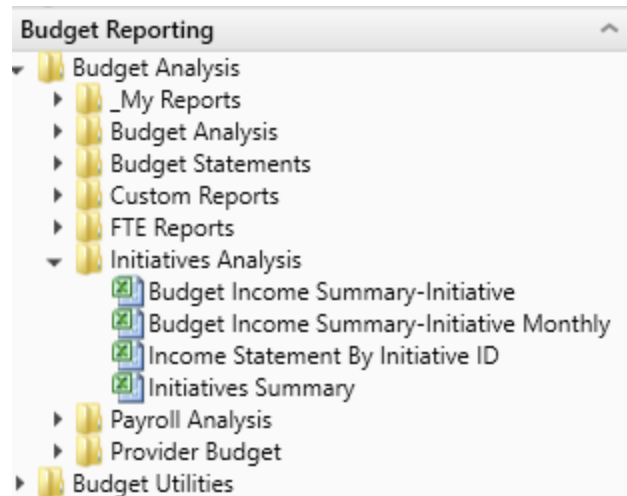 Budget Reporting
Budget Analysis
_My Reports
Budget Analysis
Budget Statements
Custom Reports
FTE Reports
Initiatives Analysis
Budget Income Summary-Initiative
Budget Income Summary-Initiative Monthly
Income Statement By Initiative ID
Initiatives Summary
Payroll Analysis
Provider Budget
Budget Utilities